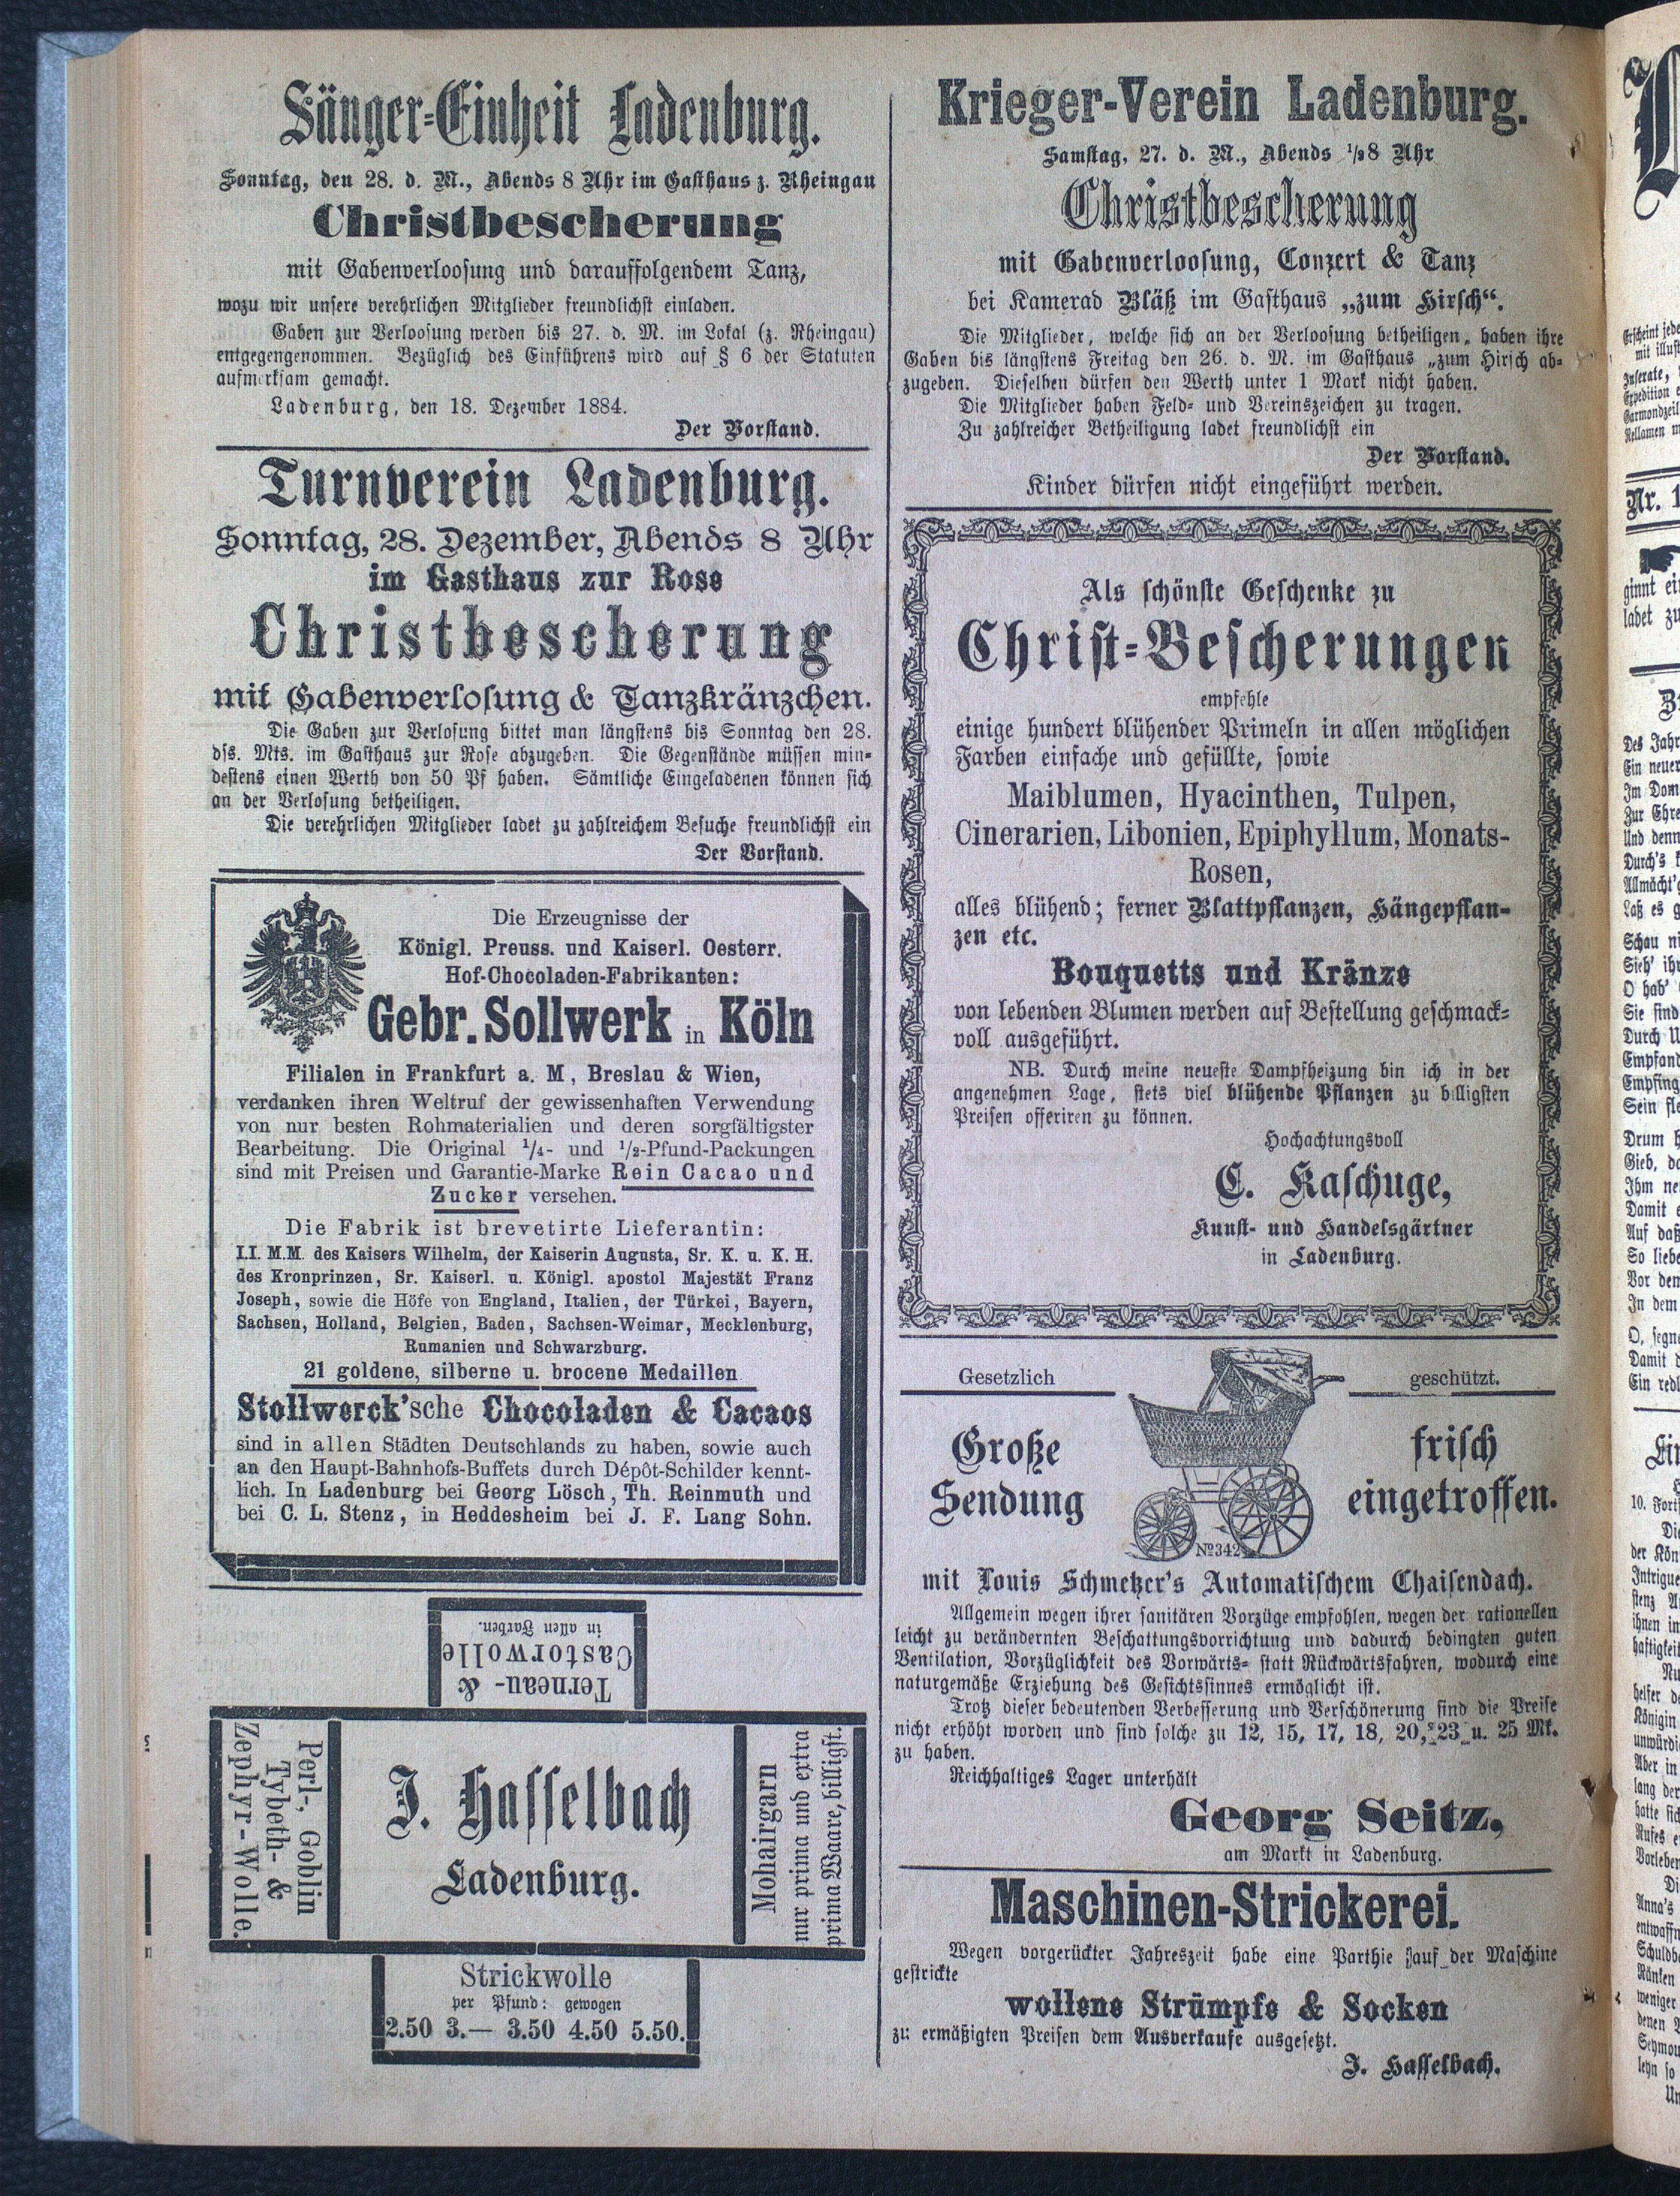 Sänger-Einheit Ladenburg.
Sonntag, den 28. d. M., Abends 8 Uhr im Gasthaus z. Rheingau
Christbescherung
mit Gabenverloosung und darauffolgendem Tanz,
wozu wir unsere verehrlichen Mitglieder freundlichst einladen.
Gaben zur Verloosung werden bis 27. d. M. im Lokal (z. Rheingau)
entgegengenommen. Bezüglich des Einführens wird auf § 6 der Statuten
aufmerksam gemacht.
Ladenburg, den 18. Dezember 1884.
Der Vorstand.
Turnverein Ladenburg.
Sonntag, 28. Dezember, Abends 8 Uhr
im Gasthaus zur Rose
Christbescherung
mit Gabenverlosung & Tanzkränzchen.
Die Gaben zur Verlosung bittet man längstens bis Sonntag den 28.
dss. Mts. im Gasthaus zur Rose abzugeben. Die Gegenstände müssen min-
destens einen Werth von 50 Pf haben. Sämtliche Eingeladenen können sich
an der Verlosung betheiligen.
Die verehrlichen Mitglieder ladet zu zahlreichem Besuche freundlichst ein
Der Vorstand.
Die Erzeugnisse der
Königl. Preuss. und Kaiserl. Oesterr.
Hof-Chocoladen-Fabrikanten:
Gebr. Sollwerk in Köln
Filialen in Frankfurt a. M, Breslau & Wien,
verdanken ihren Weltruf der gewissenhaften Verwendung
von nur besten Rohmaterialien und deren sorgfältigster
Bearbeitung. Die Original 1/4- und 1/2-Pfund-Packungen
sind mit Preisen und Garantie-Marke Rein Cacao und
Zucker versehen.
Die Fabrik ist brevetirte Lieferantin:
I.I. M.M. des Kaisers Wilhelm, der Kaiserin Augusta, Sr. K. u. K. H.
des Kronprinzen, Sr. Kaiserl. u. Königl. apostol Majestät Franz
Joseph, sowie die Höfe von England, Italien, der Türkei, Bayern,
Sachsen, Holland, Belgien, Baden, Sachsen-Weimar, Mecklenburg,
Rumanien und Schwarzburg.
21 goldene, silberne u. brocene Medaillen
Stollwerck'sche Chocoladen & Cacaos
sind in allen Städten Deutschlands zu haben, sowie auch
an den Haupt-Bahnhofs-Buffets durch Dépôt-Schilder kennt-
lich. In Ladenburg bei Georg Lösch, Th. Reinmuth und
bei C. L. Stenz, in Heddesheim bei J. F. Lang Sohn.
Terneau- &
Castorwolle
in allen Farben.
Perl-, Goblin
Tybeth- &
Zephyr-Wolle.
J. Hasselbach
Ladenburg.
Mohairgarn
nur prima und extra
prima Waare, billigst.
Strickwolle
per Pfund: gewogen
2.50 3.— 3.50 4.50 5.50.
Krieger-Verein Ladenburg.
Samstag, 27. d. M., Abends 1/28 Uhr
Christbescherung
mit Gabenverloosung, Conzert & Tanz
bei Kamerad Bläß im Gasthaus „zum Hirsch“.
Die Mitglieder, welche sich an der Verloosung betheiligen, haben ihre
Gaben bis längstens Freitag den 26. d. M. im Gasthaus „zum Hirsch ab-
zugeben. Dieselben dürfen den Werth unter 1 Mark nicht haben.
Die Mitglieder haben Feld- und Vereinszeichen zu tragen.
Zu zahlreicher Betheiligung ladet freundlichst ein
Der Vorstand.
Kinder dürfen nicht eingeführt werden.
Als schönste Geschenke zu
Christ-Bescherungen
empfehle
einige hundert blühender Primeln in allen möglichen
Farben einfache und gefüllte, sowie
Maiblumen, Hyacinthen, Tulpen,
Cinerarien, Libonien, Epiphyllum, Monats-
Rosen,
alles blühend; ferner Blattpflanzen, Hängepflan-
zen etc.
Bouquetts und Kränze
von lebenden Blumen werden auf Bestellung geschmack-
voll ausgeführt.
NB. Durch meine neueste Dampfheizung bin ich in der
angenehmen Lage, stets viel blühende Pflanzen zu billigsten
Preisen offeriren zu können.
Hochachtungsvoll
C. Kaschuge,
Kunst- und Handelsgärtner
in Ladenburg.
Gesetzlich geschützt.
Große frisch
Sendung eingetroffen.
No 342
mit Louis Schmetzer's Automatischem Chaisendach.
Allgemein wegen ihrer sanitären Vorzüge empfohlen, wegen der rationellen
leicht zu verändernten Beschattungsvorrichtung und dadurch bedingten guten
Ventilation, Vorzüglichkeit des Vorwärts- statt Rückwärtsfahren, wodurch eine
naturgemäße Erziehung des Gesichtssinnes ermöglicht ist.
Trotz dieser bedeutenden Verbesserung und Verschönerung sind die Preise
nicht erhöht worden und sind solche zu 12, 15, 17, 18, 20, 23 u. 25 Mk.
zu haben.
Reichhaltiges Lager unterhält
Georg Seitz,
am Markt in Ladenburg.
Maschinen-Strickerei.
Wegen vorgerückter Jahreszeit habe eine Parthie auf der Maschine
gestrickte
wollene Strümpfe & Socken
zu ermäßigten Preisen dem Ausverkaufe ausgesetzt.
J. Hasselbach.